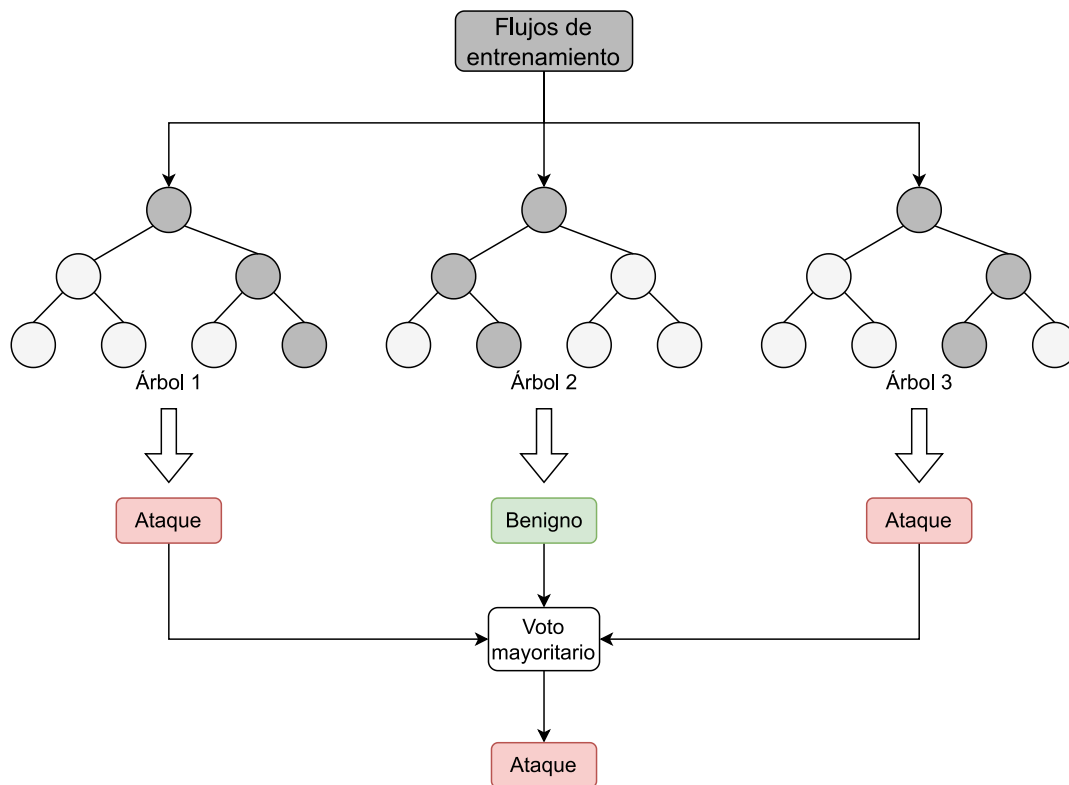 Flujos de
entrenamiento
Árbol 1
Árbol 2
Árbol 3
Ataque
Benigno
Ataque
Voto
mayoritario
Ataque